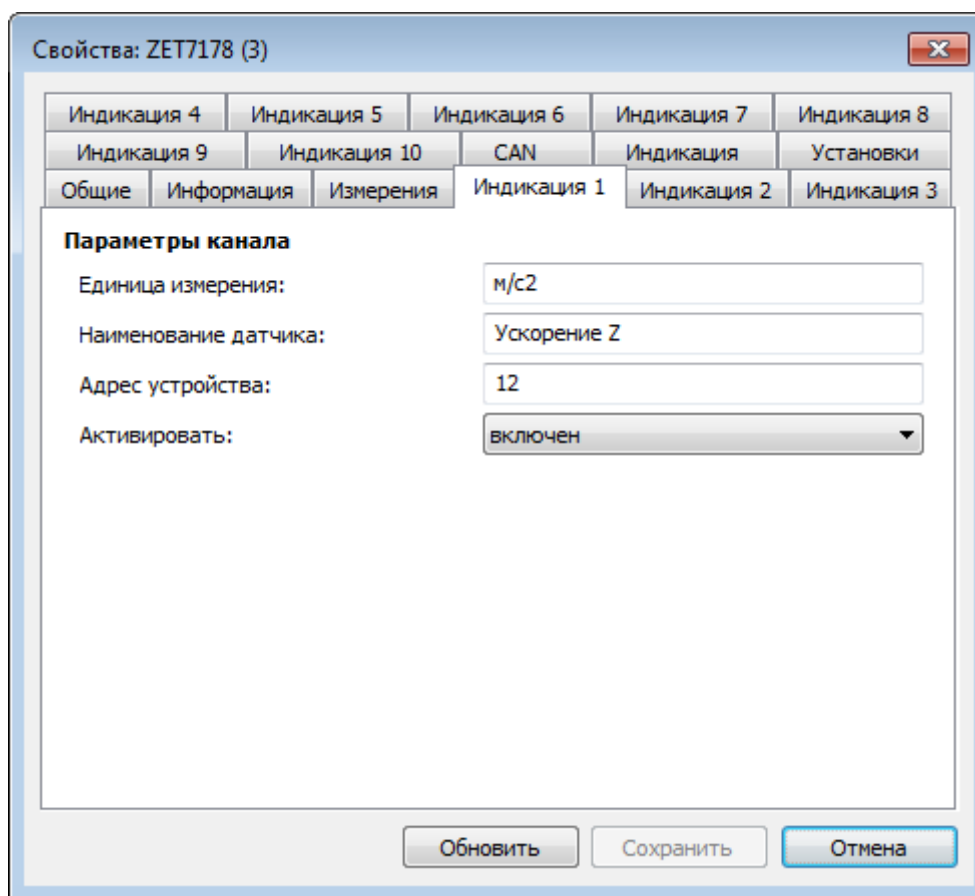 Свойства: ZET7178 (3)
Индикация 4 Индикация 5 Индикация 6 Индикация 7 Индикация 8
Индикация 9 Индикация 10 CAN Индикация Установки
Общие Информация Измерения Индикация 1 Индикация 2 Индикация 3
Параметры канала
Единица измерения: м/с2
Наименование датчика: Ускорение Z
Адрес устройства: 12
Активировать: включен
Обновить Сохранить Отмена